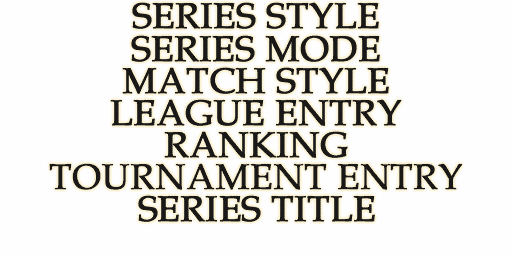 SERIES STYLE
SERIES MODE
MATCH STYLE
LEAGUE ENTRY
RANKING
TOURNAMENT ENTRY
SERIES TITLE